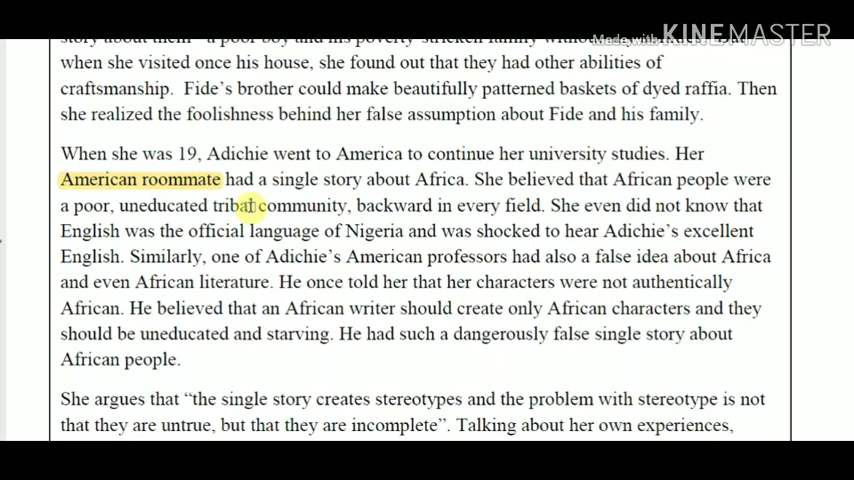 Made with KINEMASTER
when she visited once his house, she found out that they had other abilities of
craftsmanship. Fide's brother could make beautifully patterned baskets of dyed raffia. Then
she realized the foolishness behind her false assumption about Fide and his family.
When she was 19, Adichie went to America to continue her university studies. Her
American roommate had a single story about Africa. She believed that African people were
a poor, uneducated tribal community, backward in every field. She even did not know that
English was the official language of Nigeria and was shocked to hear Adichie's excellent
English. Similarly, one of Adichie's American professors had also a false idea about Africa
and even African literature. He once told her that her characters were not authentically
African. He believed that an African writer should create only African characters and they
should be uneducated and starving. He had such a dangerously false single story about
African people.
She argues that “the single story creates stereotypes and the problem with stereotype is not
that they are untrue, but that they are incomplete”. Talking about her own experiences,